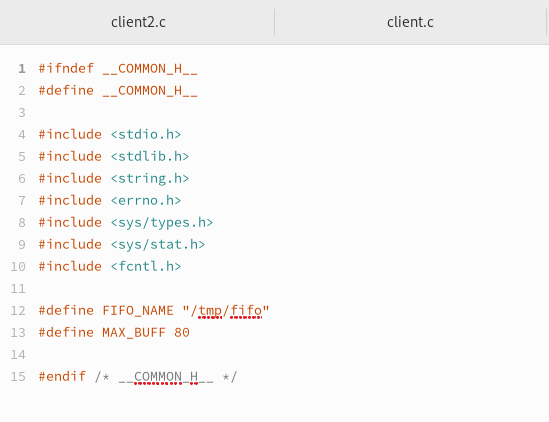 client2.c client.c
1 #ifndef __COMMON_H__
2 #define __COMMON_H__
3
4 #include <stdio.h>
5 #include <stdlib.h>
6 #include <string.h>
7 #include <errno.h>
8 #include <sys/types.h>
9 #include <sys/stat.h>
10 #include <fcntl.h>
11
12 #define FIFO_NAME "/tmp/fifo"
13 #define MAX_BUFF 80
14
15 #endif /* __COMMON_H__ */